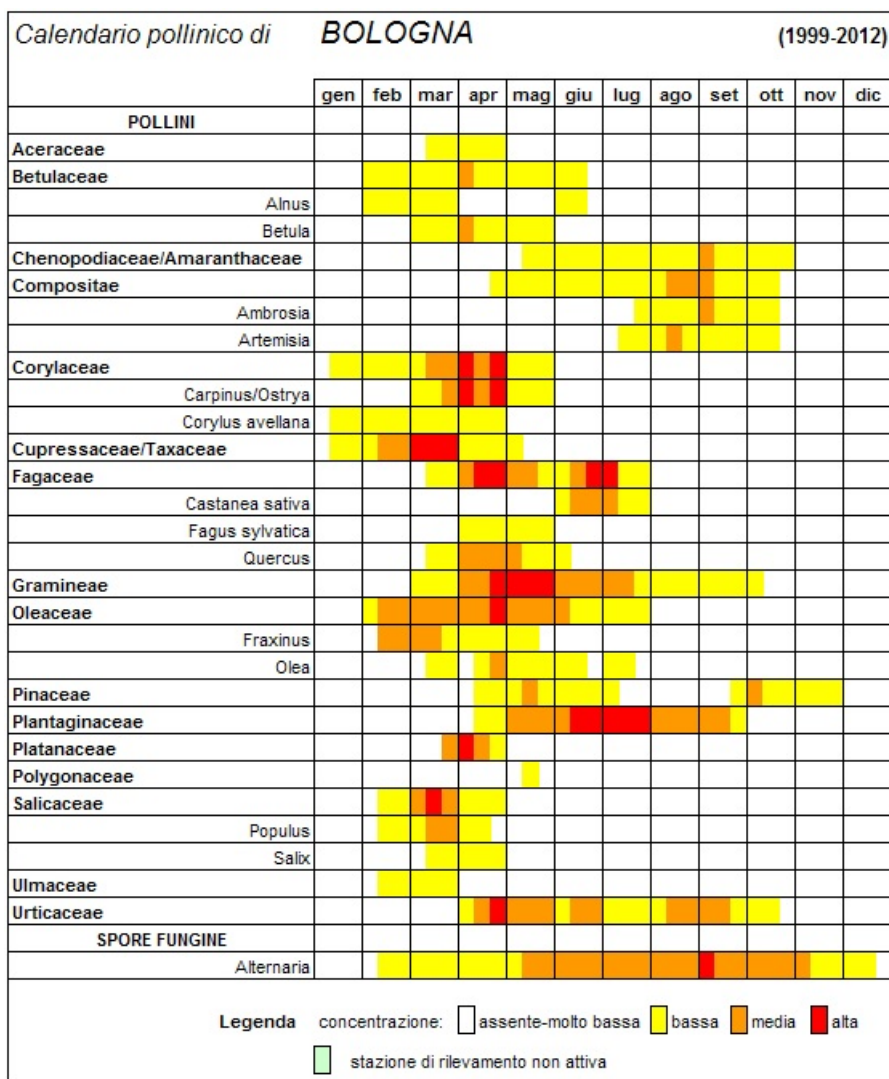 Calendario pollinico di BOLOGNA (1999-2012)
gen feb mar apr mag giu lug ago set ott nov dic
POLLINI
Aceraceae
Betulaceae
Alnus
Betula
Chenopodiaceae/Amaranthaceae
Compositae
Ambrosia
Artemisia
Corylaceae
Carpinus/Ostrya
Corylus avellana
Cupressaceae/Taxaceae
Fagaceae
Castanea sativa
Fagus sylvatica
Quercus
Gramineae
Oleaceae
Fraxinus
Olea
Pinaceae
Plantaginaceae
Platanaceae
Polygonaceae
Salicaceae
Populus
Salix
Ulmaceae
Urticaceae
SPORE FUNGINE
Alternaria
Legenda concentrazione: assente-molto bassa bassa media alta
stazione di rilevamento non attiva